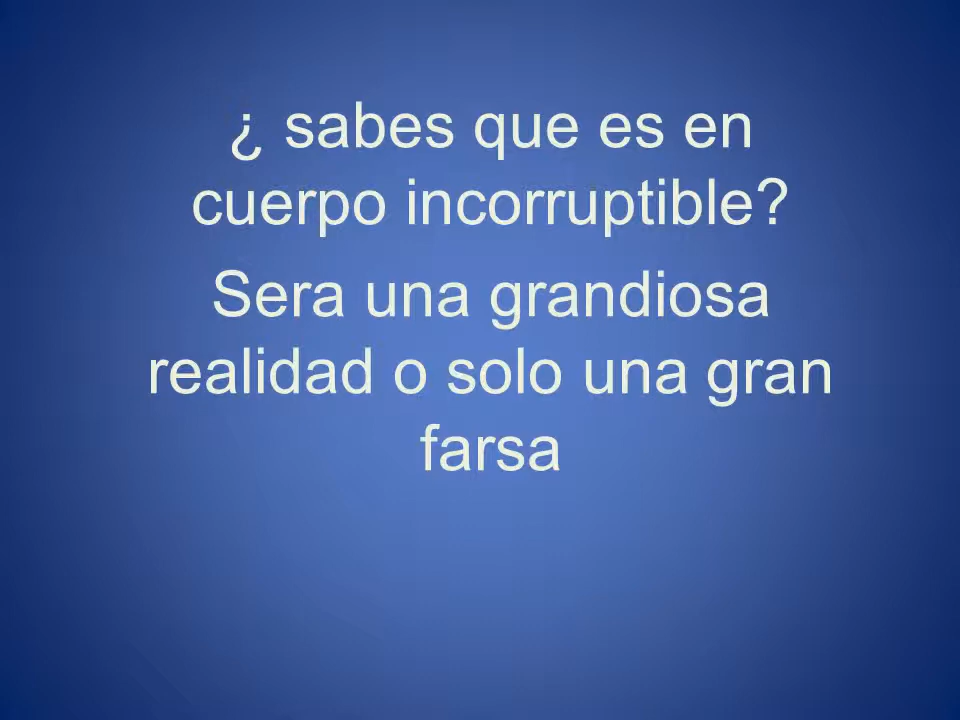 ¿ sabes que es en
cuerpo incorruptible?
Sera una grandiosa
realidad o solo una gran
farsa